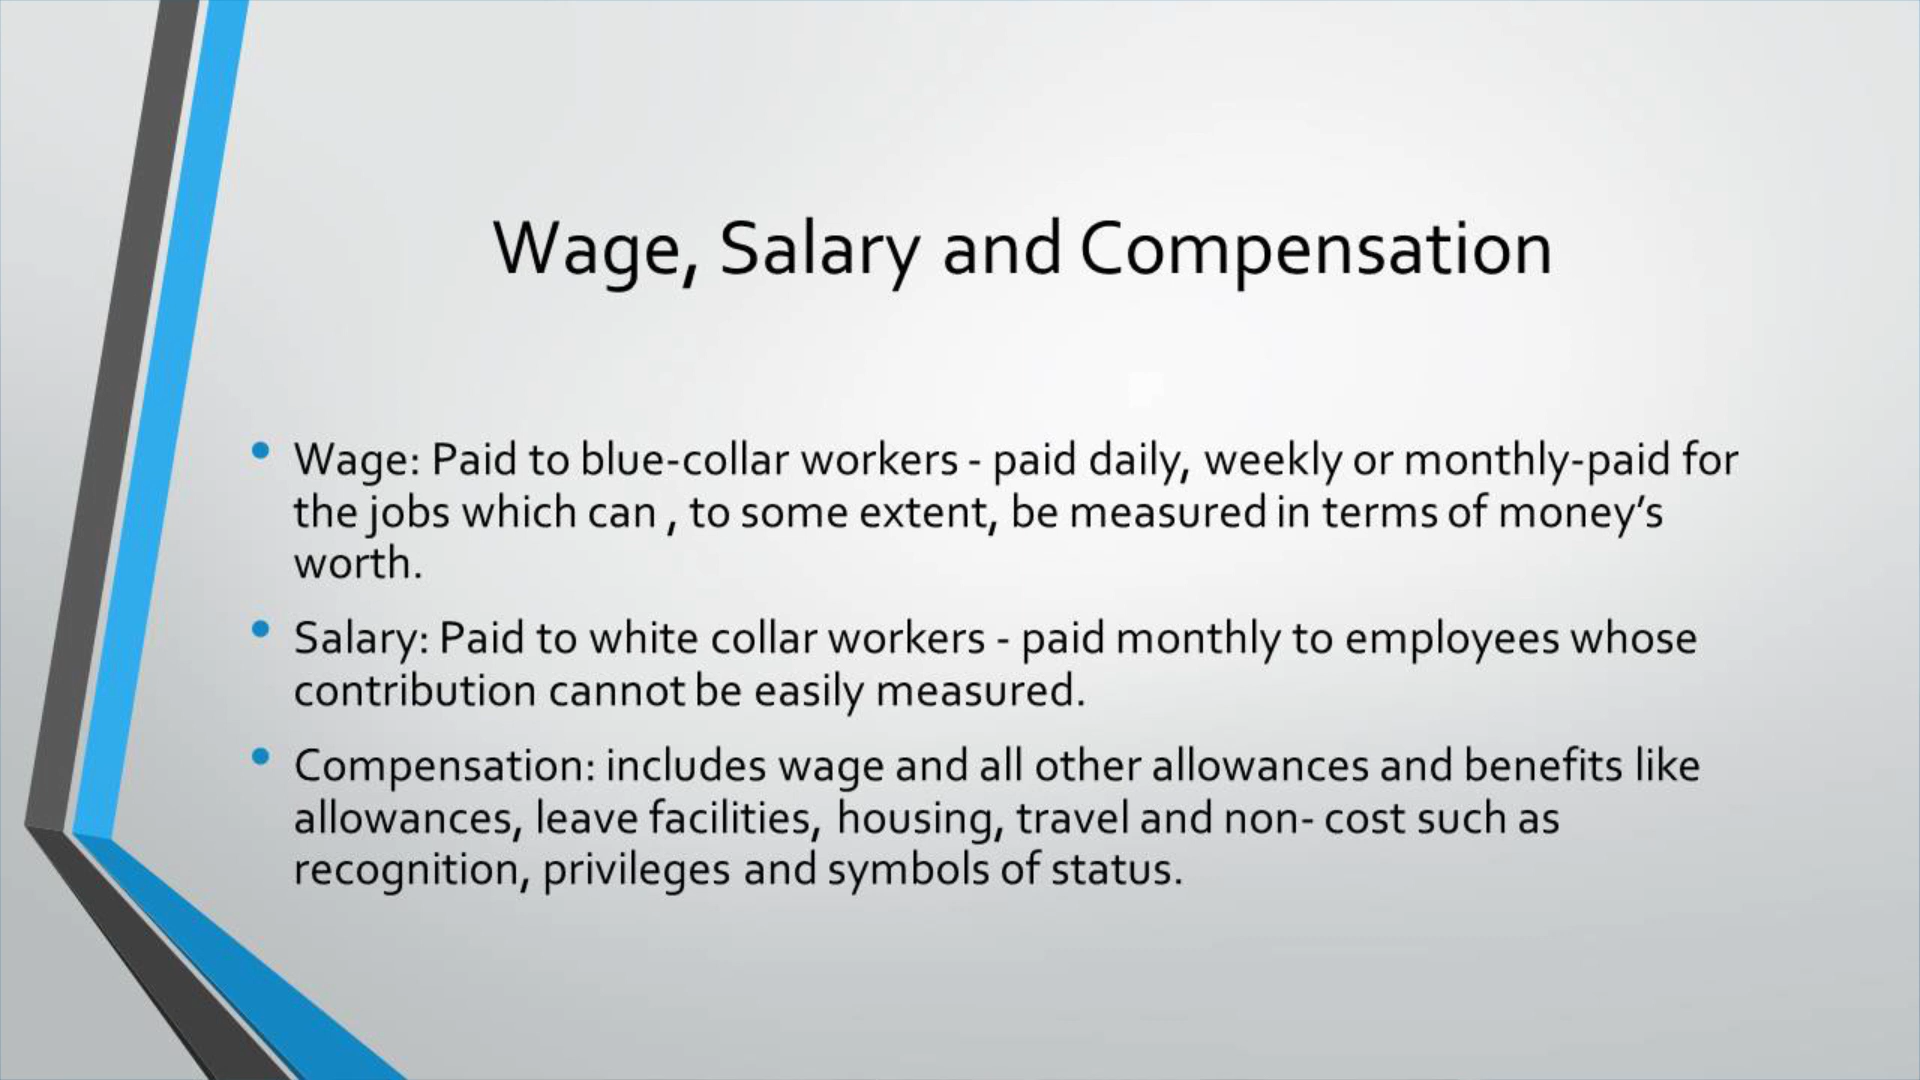 Wage, Salary and Compensation
• Wage: Paid to blue-collar workers - paid daily, weekly or monthly-paid for
the jobs which can , to some extent, be measured in terms of money’s
worth.
• Salary: Paid to white collar workers - paid monthly to employees whose
contribution cannot be easily measured.
• Compensation: includes wage and all other allowances and benefits like
allowances, leave facilities, housing, travel and non- cost such as
recognition, privileges and symbols of status.